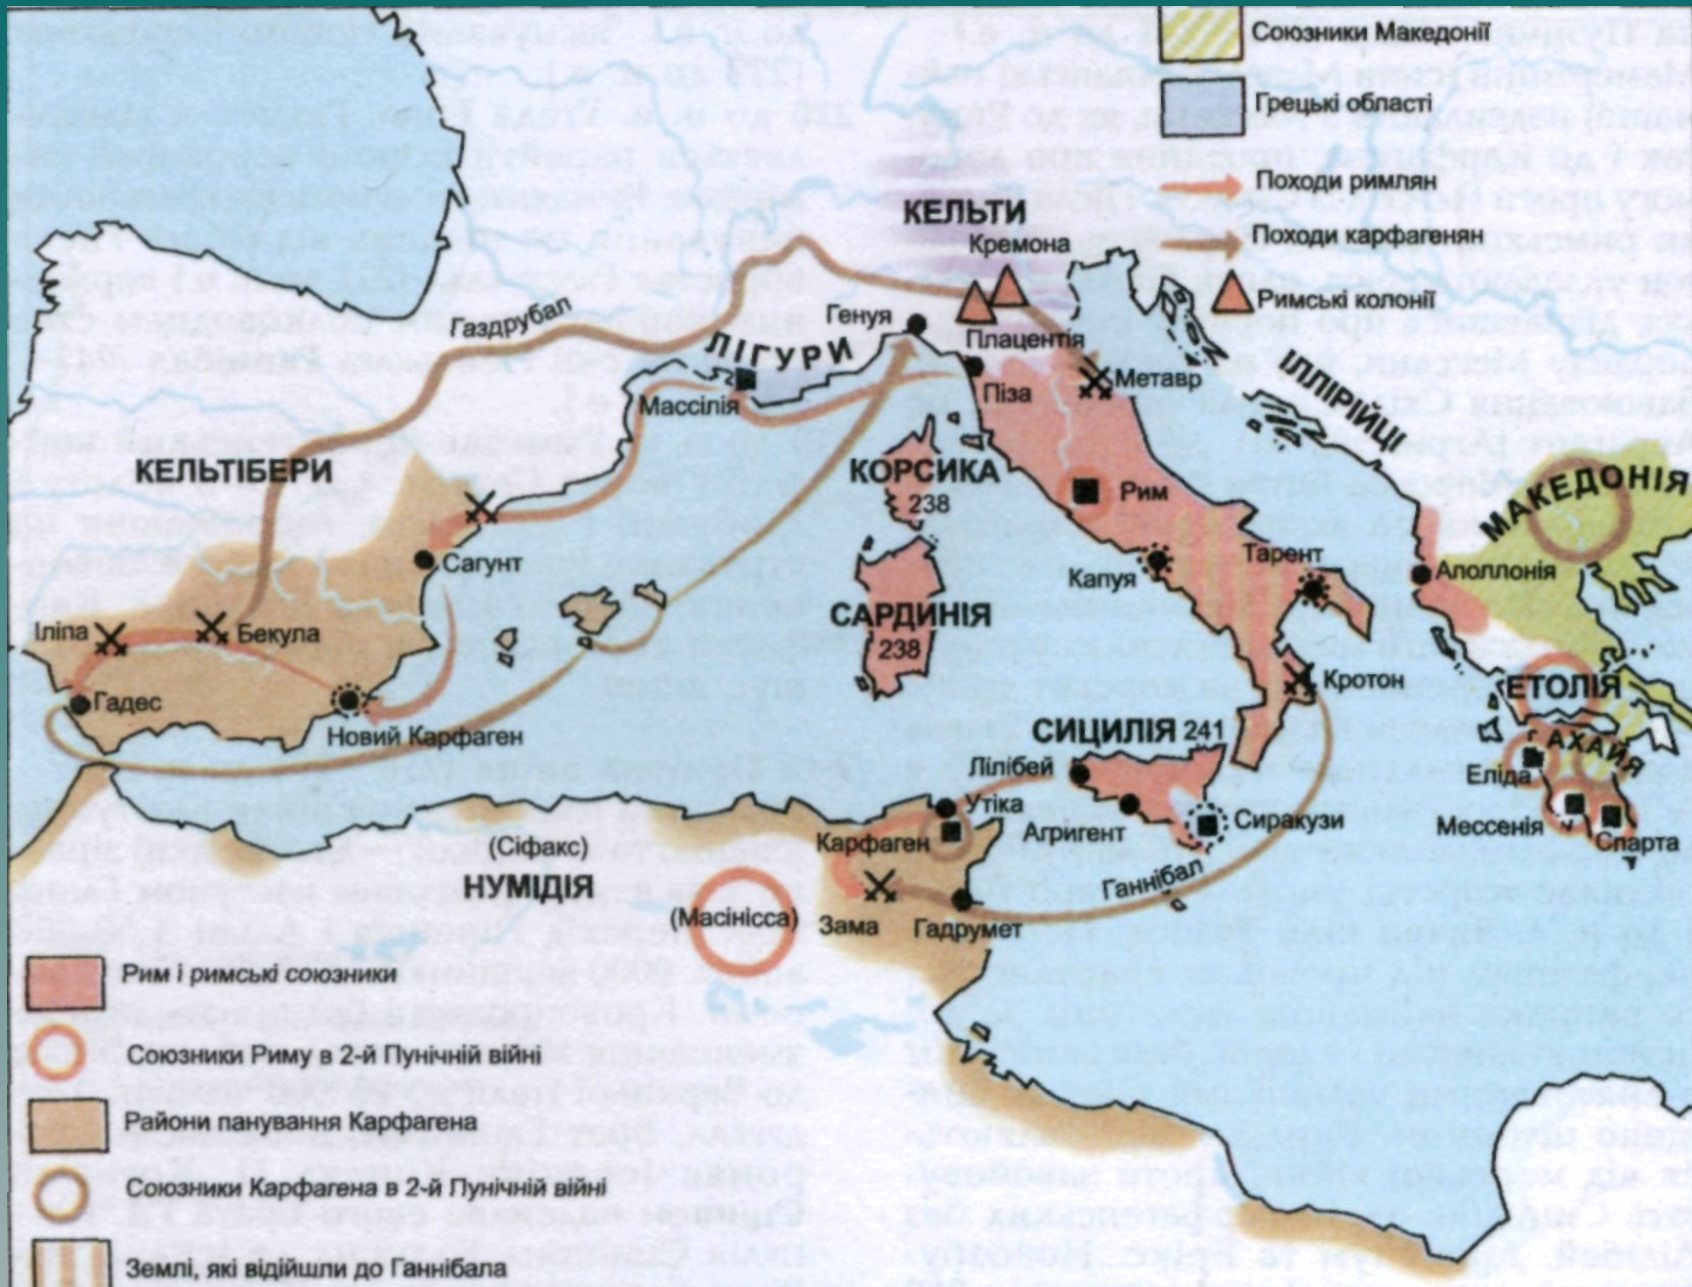 Союзники Македонії
Грецькі області
Походи римлян
Походи карфагенян
Римські колонії
КЕЛЬТИ
Кремона
Газдрубал
Генуя
ЛІГУРИ
Плацентія
Массілія
Піза
Метавр
ІЛЛІРІЙЦІ
КЕЛЬТІБЕРИ
КОРСИКА
238
Рим
МАКЕДОНІЯ
Сагунт
Капуя
Тарент
Аполлонія
Іліпа
Бекула
САРДИНІЯ
238
Гадес
Новий Карфаген
Кротон
ЕТОЛІЯ
СИЦИЛІЯ 241
АХАЙЯ
Лілібей
Еліда
Утіка
Карфаген
Агригент
Сиракузи
Мессенія
Спарта
(Сіфакс)
НУМІДІЯ
Ганнібал
(Масінісса)
Зама
Гадрумет
Рим і римські союзники
Союзники Риму в 2-й Пунічній війні
Райони панування Карфагена
Союзники Карфагена в 2-й Пунічній війні
Землі, які відійшли до Ганнібала